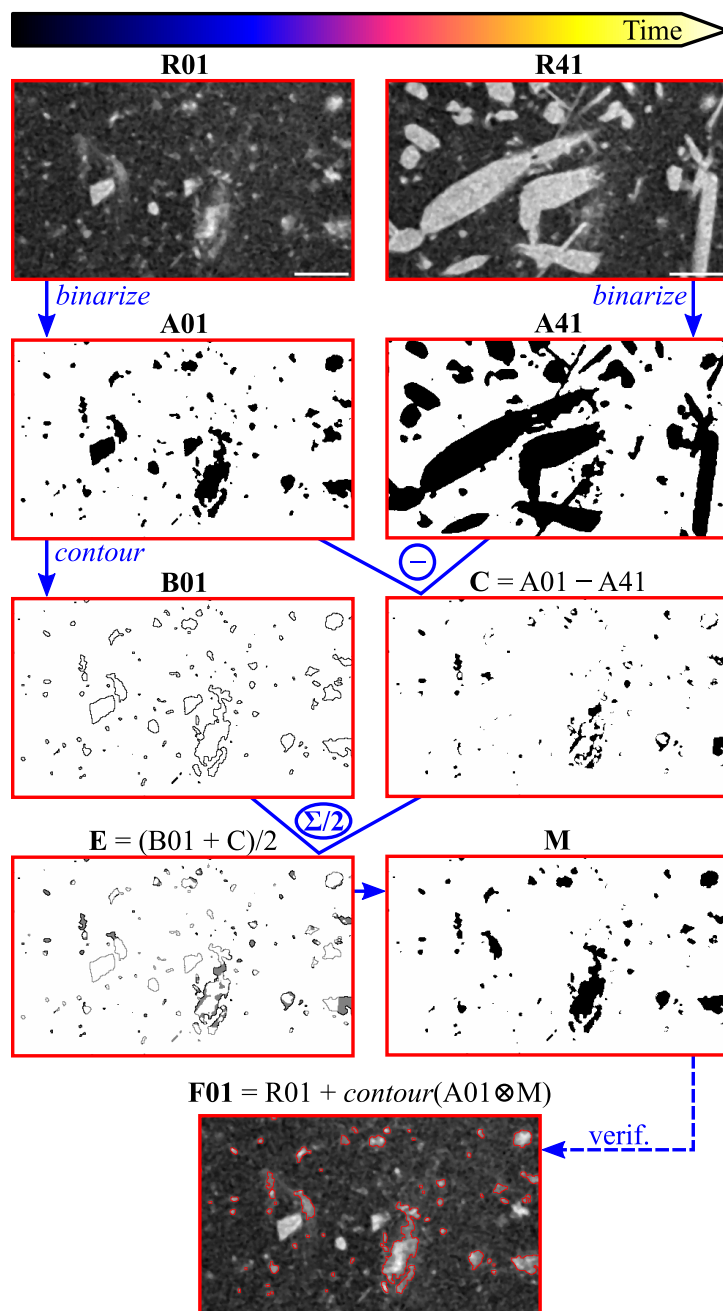 Time
R01
R41
binarize
binarize
A01
A41
contour
−
B01
C = A01 − A41
Σ/2
E = (B01 + C)/2
M
F01 = R01 + contour(A01⊗M)
verif.